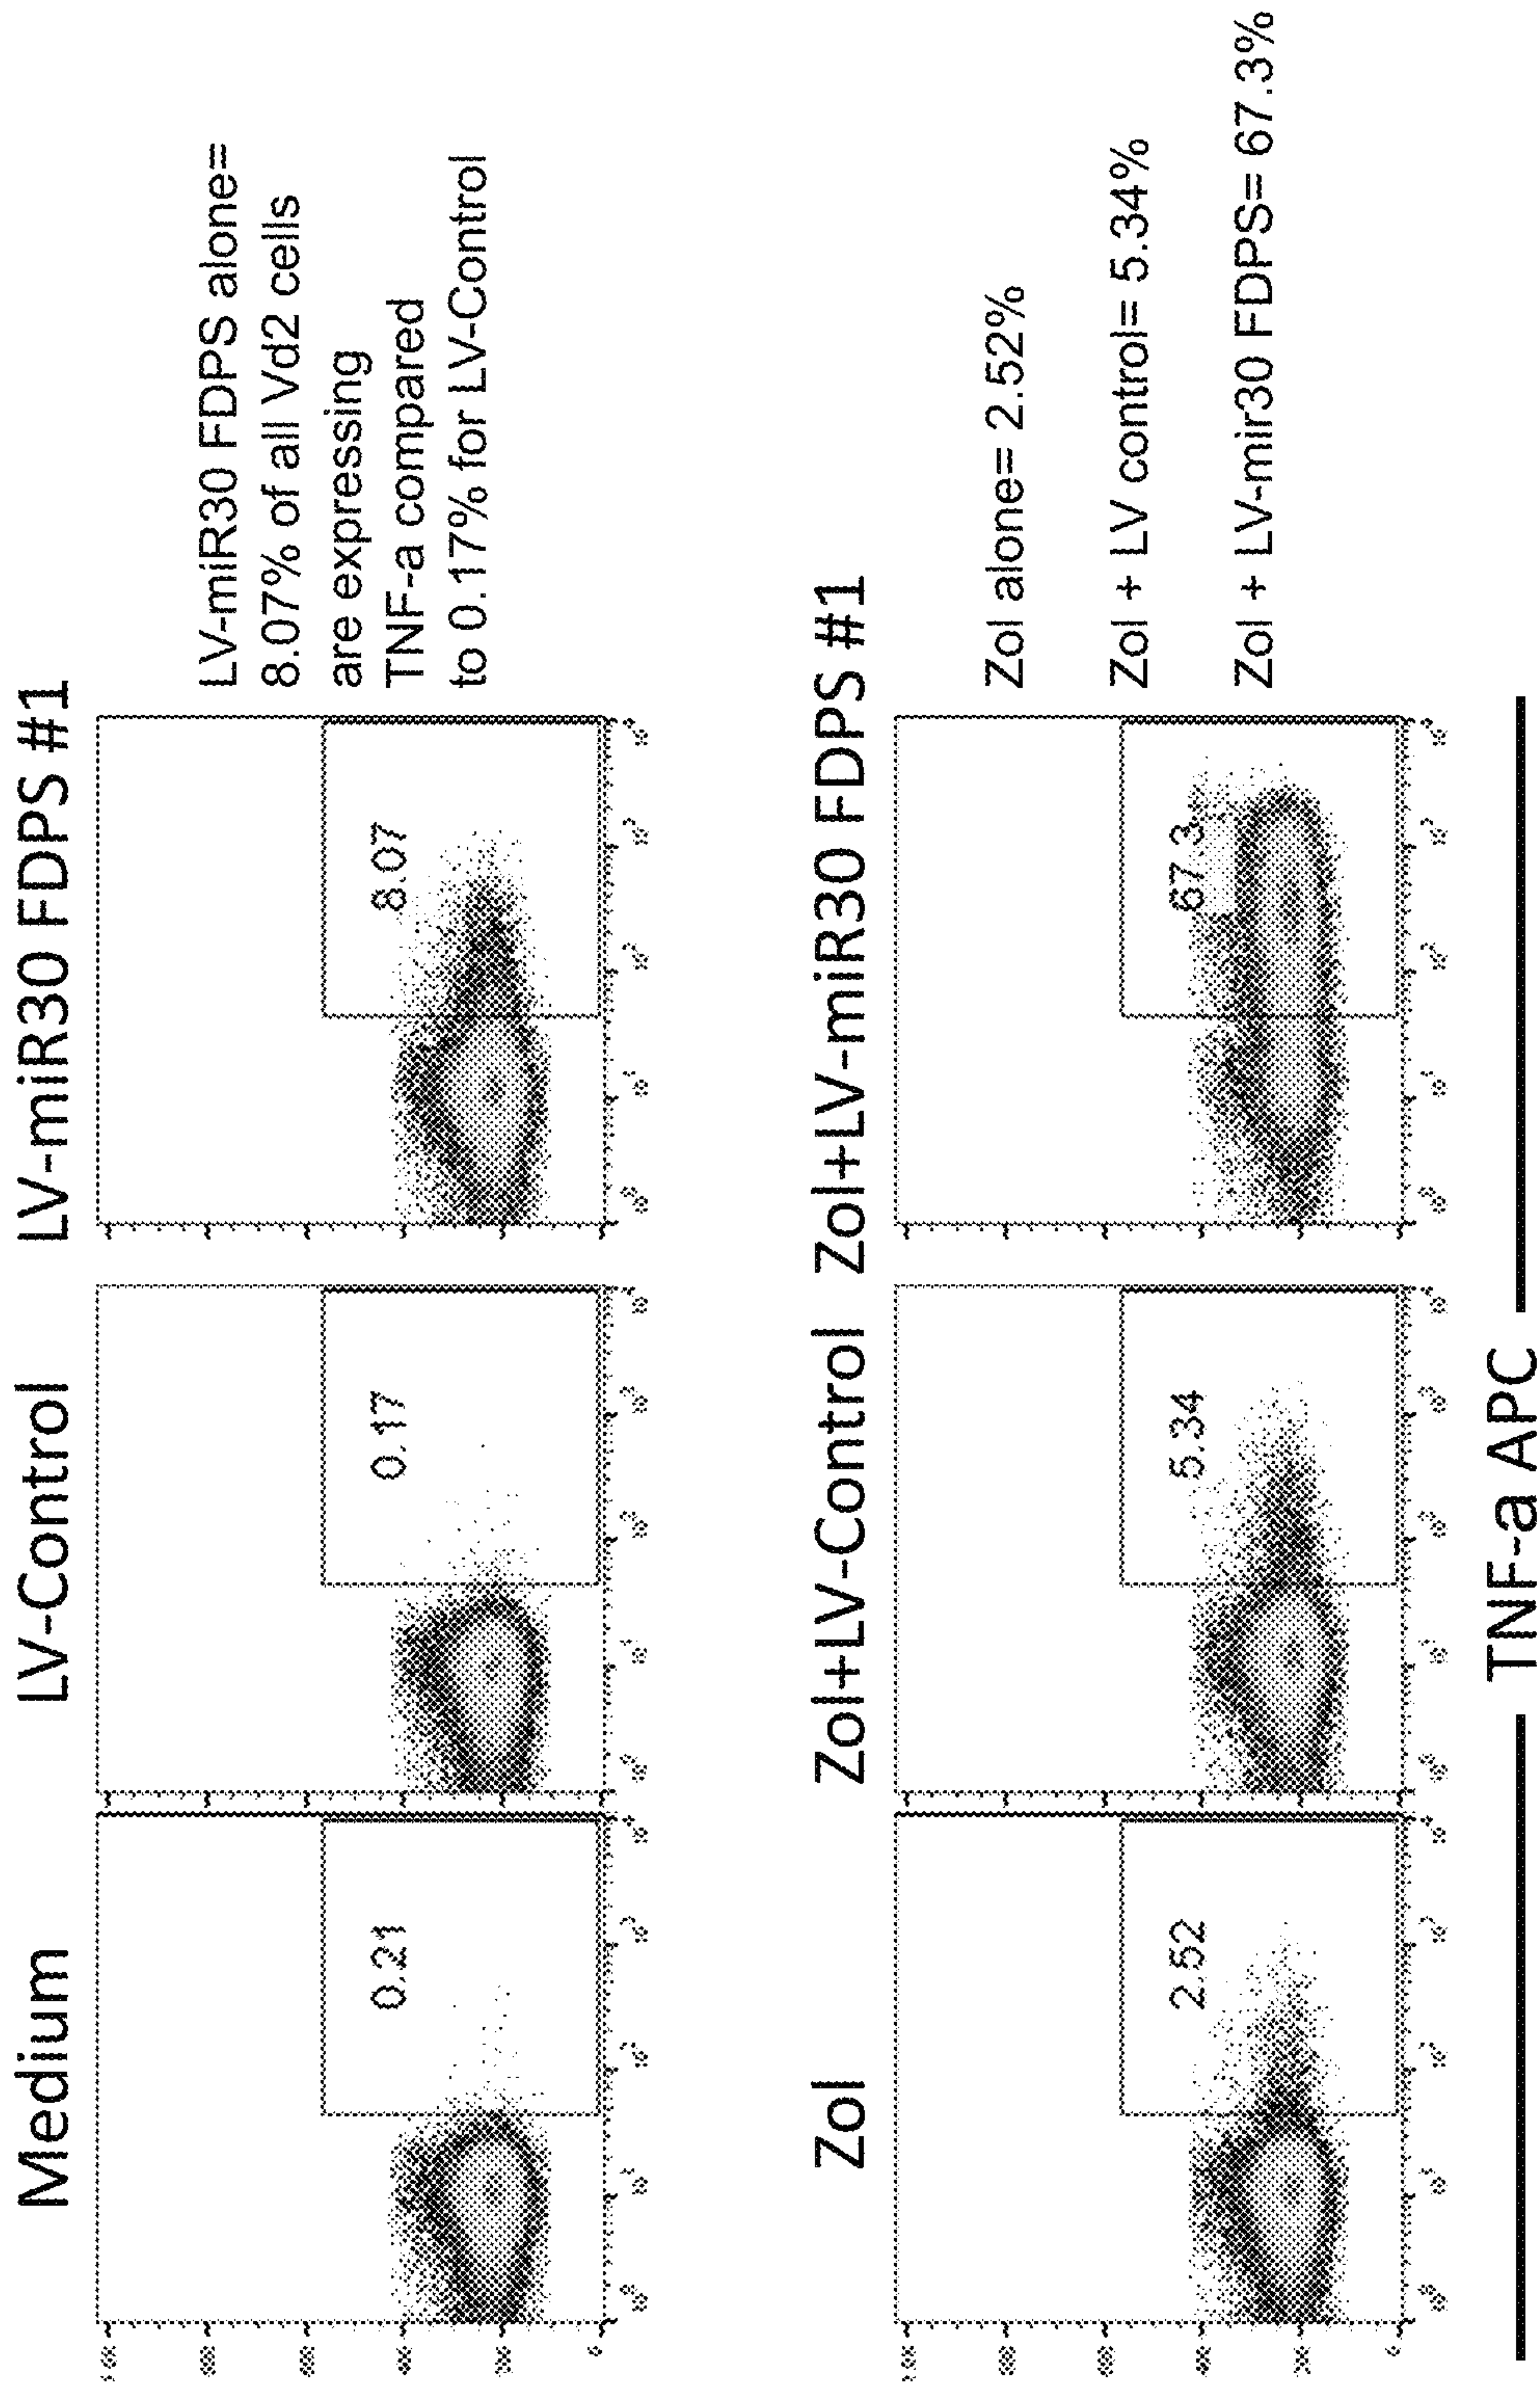 Medium
LV-Control
LV-miR30 FDPS #1
0.21
0.17
8.07
LV-miR30 FDPS alone=
8.07% of all Vd2 cells
are expressing
TNF-a compared
to 0.17% for LV-Control
Zol
Zol+LV-Control
Zol+LV-miR30 FDPS #1
2.52
5.34
67.3
Zol alone= 2.52%
Zol + LV control= 5.34%
Zol + LV-mir30 FDPS= 67.3%
TNF-a APC